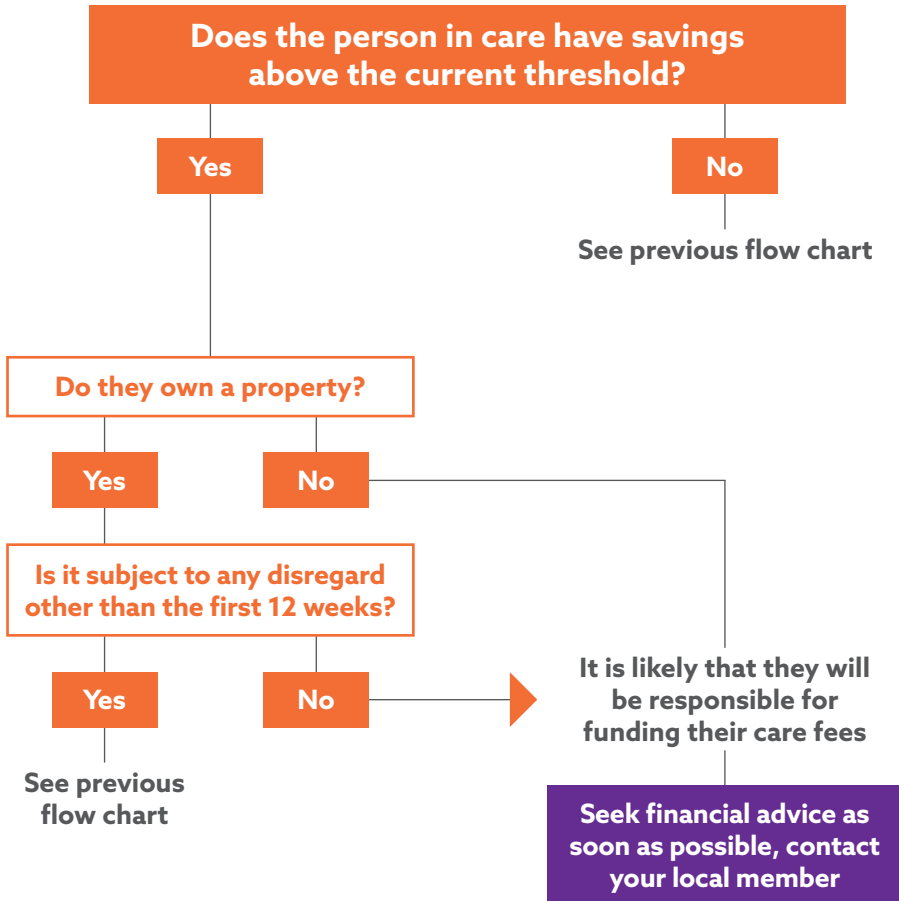 Does the person in care have savings
above the current threshold?
Yes
No
See previous flow chart
Do they own a property?
Yes
No
Is it subject to any disregard
other than the first 12 weeks?
Yes
No
See previous
flow chart
It is likely that they will
be responsible for
funding their care fees
Seek financial advice as
soon as possible, contact
your local member